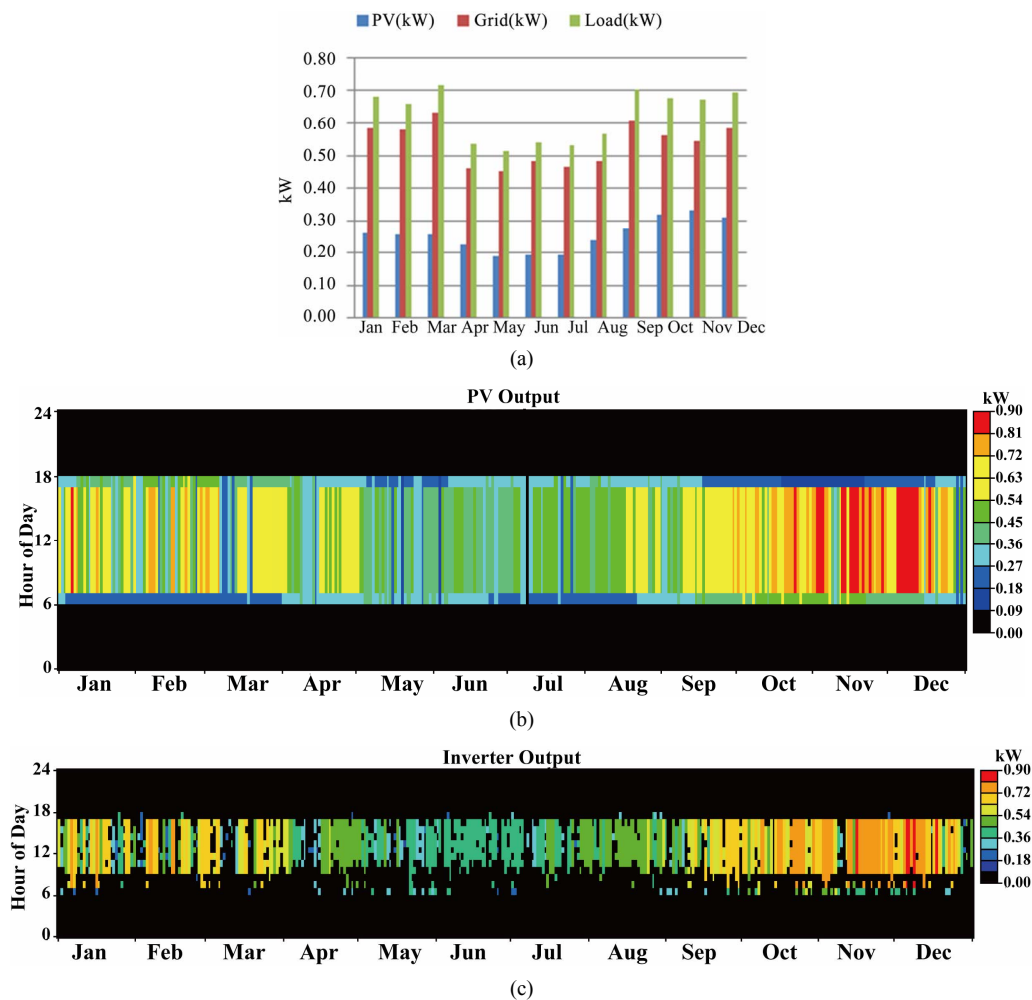 PV(kW) Grid(kW) Load(kW)
0.80
0.70
0.60
0.50
0.40
0.30
0.20
0.10
0.00
kW
Jan Feb Mar Apr May Jun Jul Aug Sep Oct Nov Dec
(a)
PV Output
kW
24
18
12
6
0
Hour of Day
0.90
0.81
0.72
0.63
0.54
0.45
0.36
0.27
0.18
0.09
0.00
Jan Feb Mar Apr May Jun Jul Aug Sep Oct Nov Dec
(b)
Inverter Output
kW
24
18
12
6
0
Hour of Day
0.90
0.72
0.54
0.36
0.18
0.00
Jan Feb Mar Apr May Jun Jul Aug Sep Oct Nov Dec
(c)